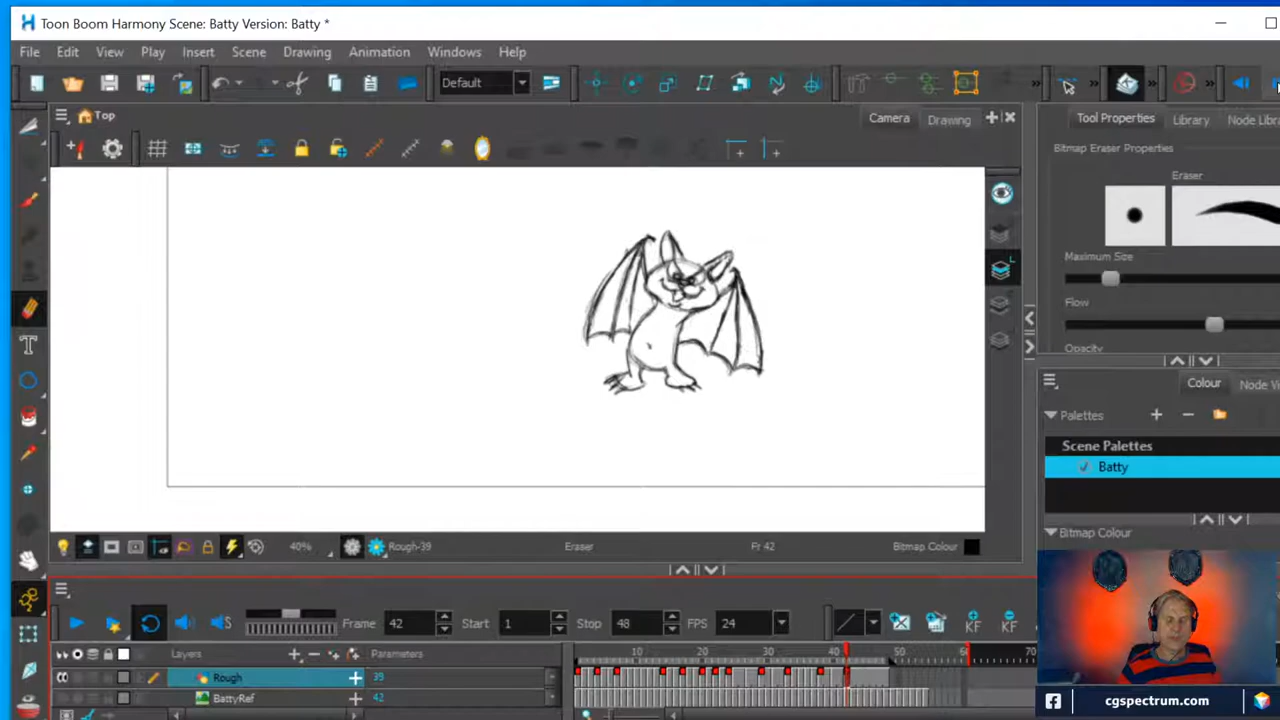 Toon Boom Harmony Scene: Batty Version: Batty *
File Edit View Play Insert Scene Drawing Animation Windows Help
Default
Top
Camera Drawing
Tool Properties Library Node Libra
Bitmap Eraser Properties
Eraser
Maximum Size
Flow
Opacity
Colour Node Vi
Palettes
Scene Palettes
Batty
Bitmap Colour
40% Rough-39 Eraser Fr 42 Bitmap Colour
Frame 42 Start 1 Stop 48 FPS 24 KF KF
Layers Parameters 10 20 30 40 50 60 70
Rough 39
BattyRef 42
cgspectrum.com